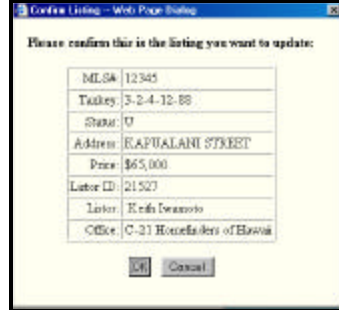 Confirm Listing -- Web Page Dialog
Please confirm this is the listing you want to update:
MLS# 12345
Taxkey: 3-2-4-12-88
Status: U
Address: KAPUALANI STREET
Price: $65,000
Listor ID: 21527
Listor: Keith Iwamoto
Office: C-21 Homefinders of Hawaii
OK Cancel